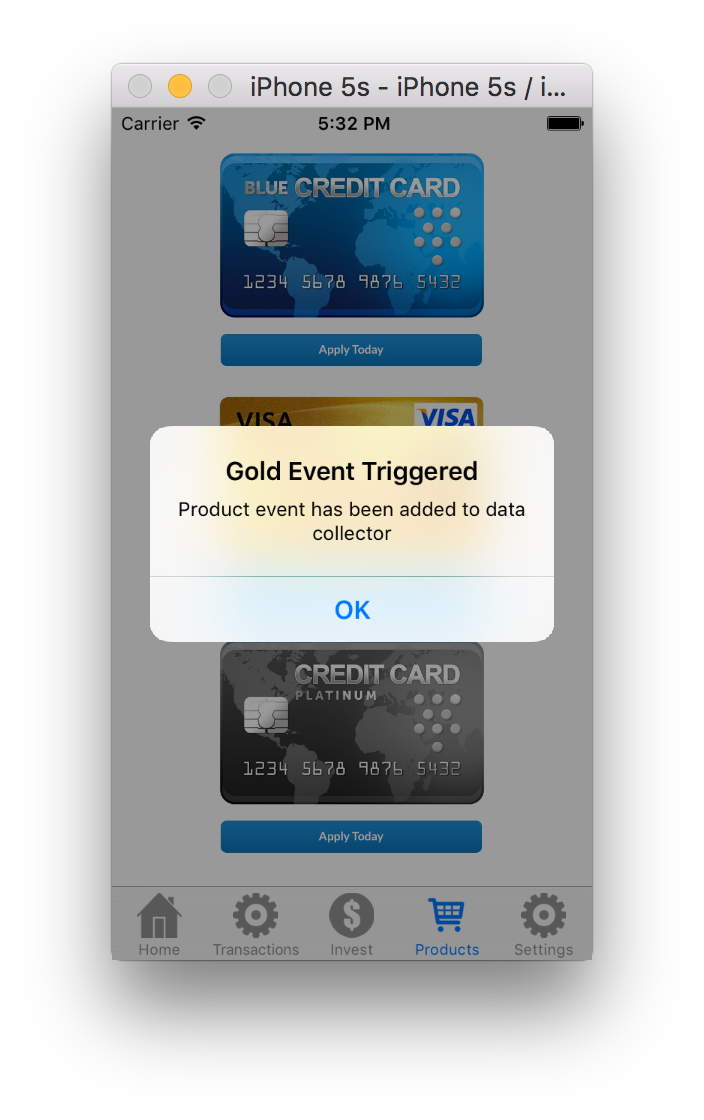 iPhone 5s - iPhone 5s / i...
Carrier 5:32 PM
BLUE CREDIT CARD
1234 5678 9876 5432
Apply Today
VISA VISA
Gold Event Triggered
Product event has been added to data
collector
OK
CREDIT CARD
PLATINUM
1234 5678 9876 5432
Apply Today
Home Transactions Invest Products Settings